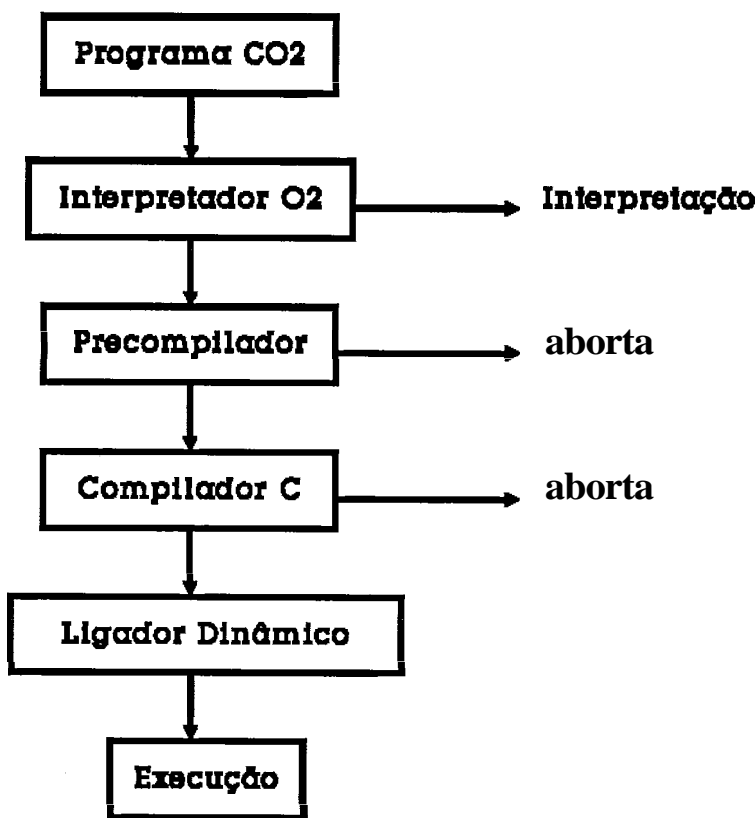 Programa CO2
Interpretador O2
Interpretação
Precompilador
aborta
Compilador C
aborta
Ligador Dinâmico
Execução